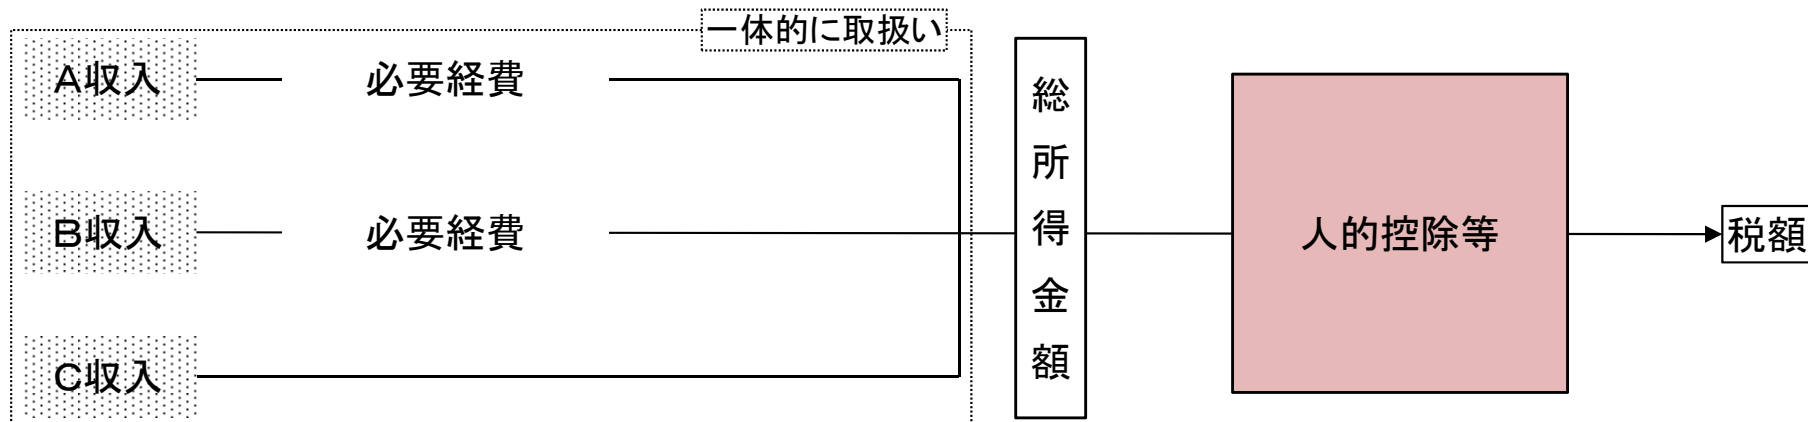 一体的に取扱い
A収入
必要経費
B収入
必要経費
C収入
総所得金額
人的控除等
税額